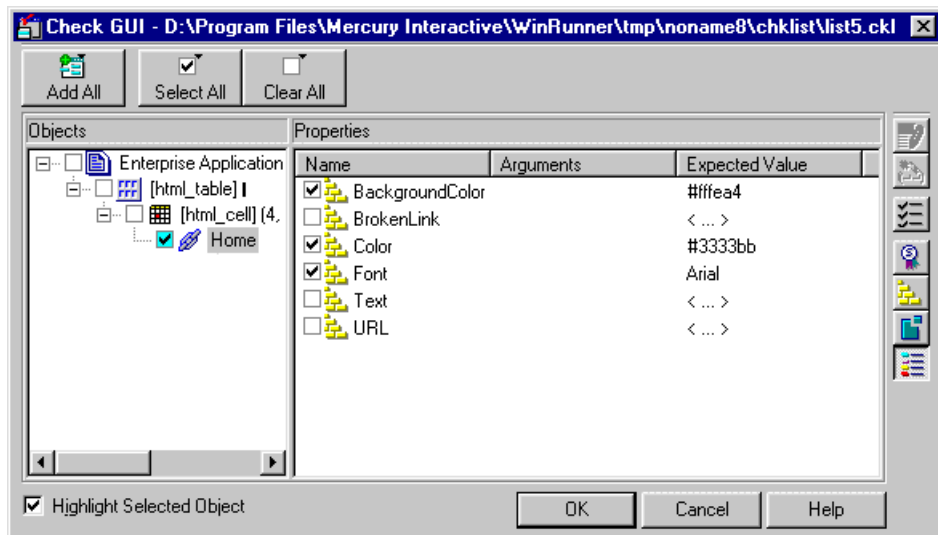 Check GUI - D:\Program Files\Mercury Interactive\WinRunner\tmp\noname8\chklist\list5.ckl
Add All
Select All
Clear All
Objects
Properties
Enterprise Application
[html_table]
[html_cell] (4,
Home
Name Arguments Expected Value
BackgroundColor #fffea4
BrokenLink < ... >
Color #3333bb
Font Arial
Text < ... >
URL < ... >
Highlight Selected Object
OK
Cancel
Help